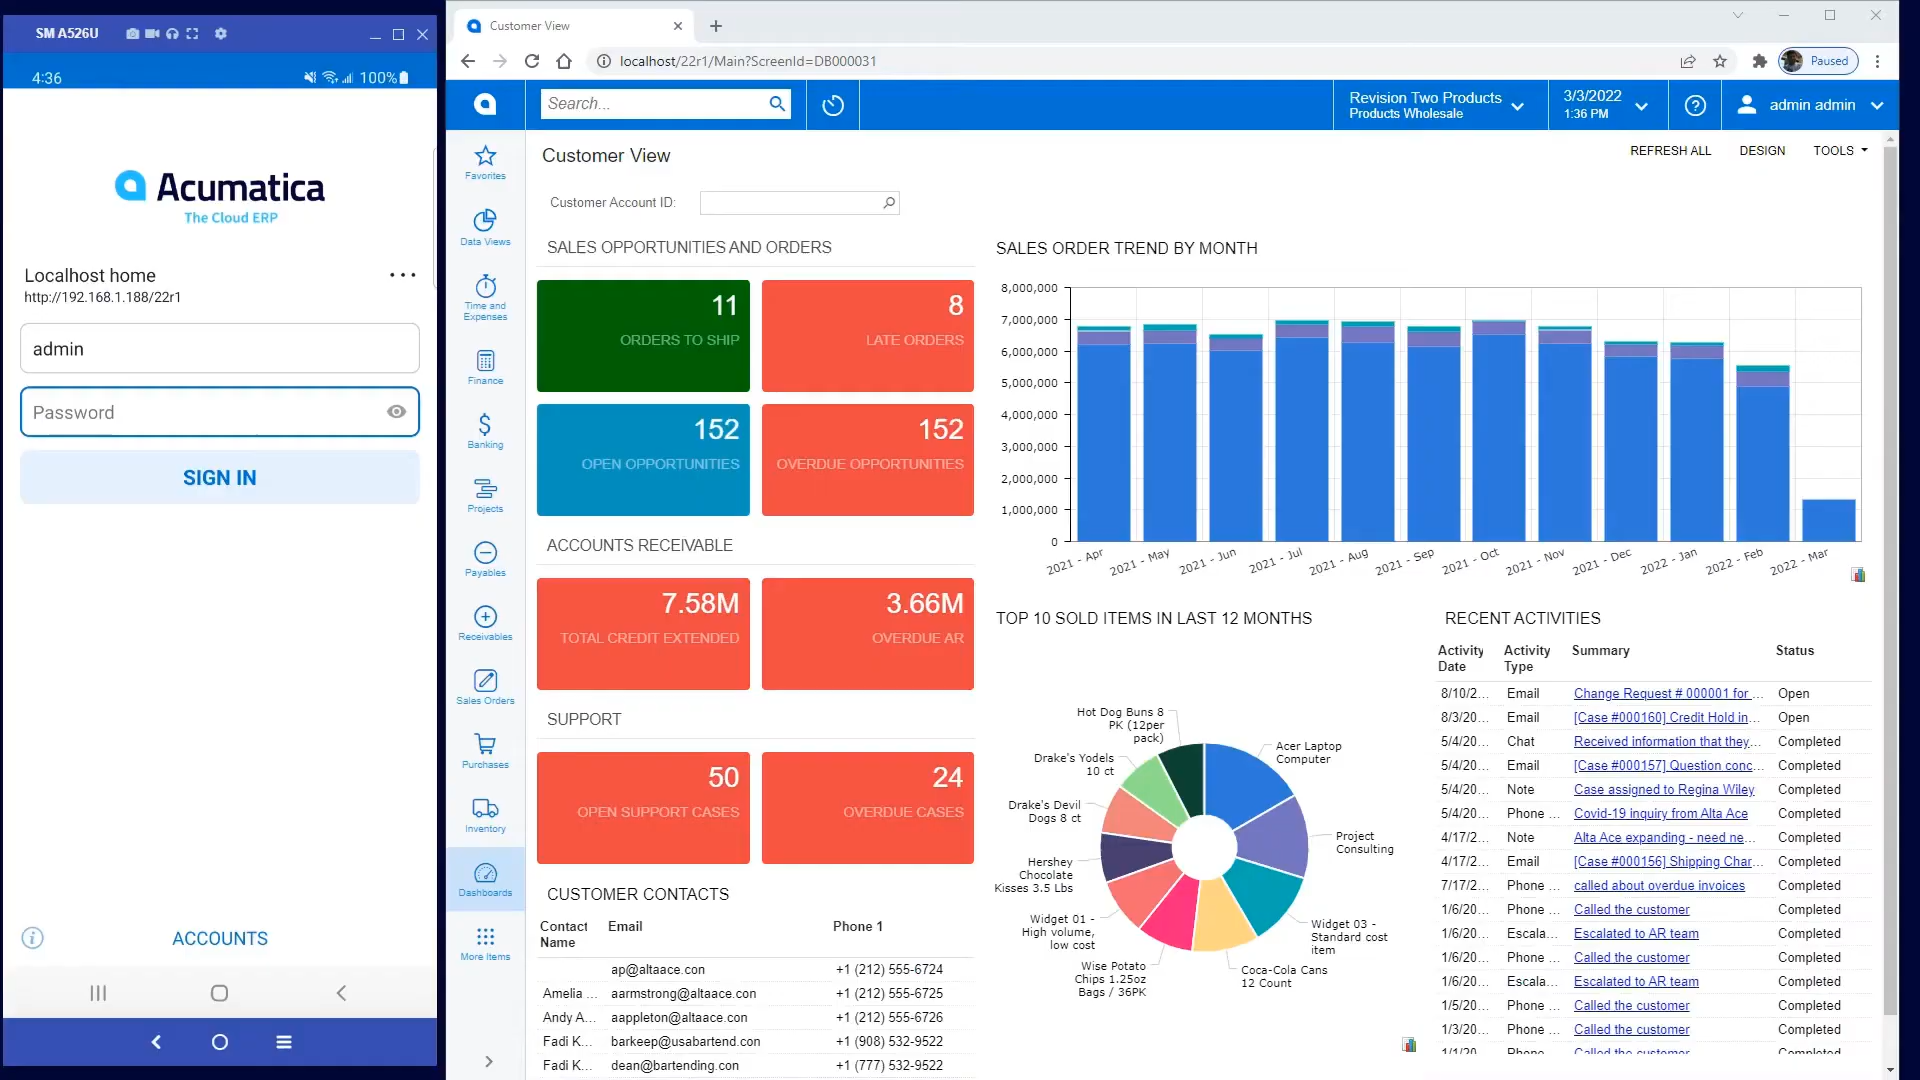 SM A526U
4:36
100%
Acumatica
The Cloud ERP
Localhost home
http://192.168.1.188/22r1
admin
Password
SIGN IN
ACCOUNTS
Customer View
localhost/22r1/Main?ScreenId=DB000031
Paused
Search...
Revision Two Products
Products Wholesale
3/3/2022
1:36 PM
admin admin
Favorites
Data Views
Time and
Expenses
Finance
Banking
Projects
Payables
Receivables
Sales Orders
Purchases
Inventory
Dashboards
More Items
Customer View
REFRESH ALL
DESIGN
TOOLS
Customer Account ID:
SALES OPPORTUNITIES AND ORDERS
11
ORDERS TO SHIP
8
LATE ORDERS
152
OPEN OPPORTUNITIES
152
OVERDUE OPPORTUNITIES
ACCOUNTS RECEIVABLE
7.58M
TOTAL CREDIT EXTENDED
3.66M
OVERDUE AR
SUPPORT
50
OPEN SUPPORT CASES
24
OVERDUE CASES
CUSTOMER CONTACTS
Contact Name Email Phone 1
ap@altaace.con +1 (212) 555-6724
Amelia ... aarmstrong@altaace.con +1 (212) 555-6725
Andy A... aappleton@altaace.con +1 (212) 555-6726
Fadi K... barkeep@usabartend.con +1 (908) 532-9522
Fadi K... dean@bartending.con +1 (777) 532-9522
SALES ORDER TREND BY MONTH
8,000,000
7,000,000
6,000,000
5,000,000
4,000,000
3,000,000
2,000,000
1,000,000
0
2021 - Apr
2021 - May
2021 - Jun
2021 - Jul
2021 - Aug
2021 - Sep
2021 - Oct
2021 - Nov
2021 - Dec
2022 - Jan
2022 - Feb
2022 - Mar
TOP 10 SOLD ITEMS IN LAST 12 MONTHS
Hot Dog Buns 8
PK (12per
pack)
Acer Laptop
Computer
Drake's Yodels
10 ct
Drake's Devil
Dogs 8 ct
Project
Consulting
Hershey
Chocolate
Kisses 3.5 Lbs
Widget 01 -
High volume,
low cost
Widget 03 -
Standard cost
item
Wise Potato
Chips 1.25oz
Bags / 36PK
Coca-Cola Cans
12 Count
RECENT ACTIVITIES
Activity Date Activity Type Summary Status
8/10/2... Email Change Request # 000001 for ... Open
8/3/20... Email [Case #000160] Credit Hold in... Open
5/4/20... Chat Received information that they... Completed
5/4/20... Email [Case #000157] Question conc... Completed
5/4/20... Note Case assigned to Regina Wiley Completed
5/4/20... Phone ... Covid-19 inquiry from Alta Ace Completed
4/17/2... Note Alta Ace expanding - need ne... Completed
4/17/2... Email [Case #000156] Shipping Char... Completed
7/17/2... Phone ... called about overdue invoices Completed
1/6/20... Phone ... Called the customer Completed
1/6/20... Escala... Escalated to AR team Completed
1/6/20... Phone ... Called the customer Completed
1/6/20... Escala... Escalated to AR team Completed
1/5/20... Phone ... Called the customer Completed
1/3/20... Phone ... Called the customer Completed
1/1/20... Phone ... Called the customer Completed